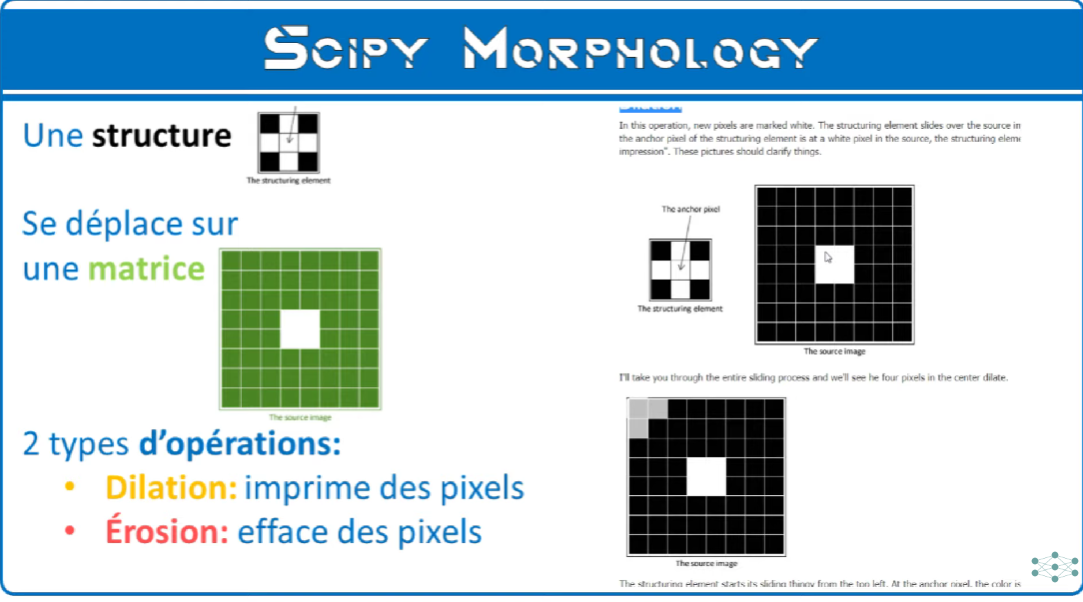 Scipy Morphology
Une structure
The structuring element
Se déplace sur
une matrice
The source image
2 types d'opérations:
• Dilation: imprime des pixels
• Érosion: efface des pixels
In this operation, new pixels are marked white. The structuring element slides over the source in
the anchor pixel of the structuring element is at a white pixel in the source, the structuring eleme
impression". These pictures should clarify things.
The anchor pixel
The structuring element
The source image
I'll take you through the entire sliding process and we'll see he four pixels in the center dilate.
The source image
The structuring element starts its sliding thingy from the top left. At the anchor pixel, the color is